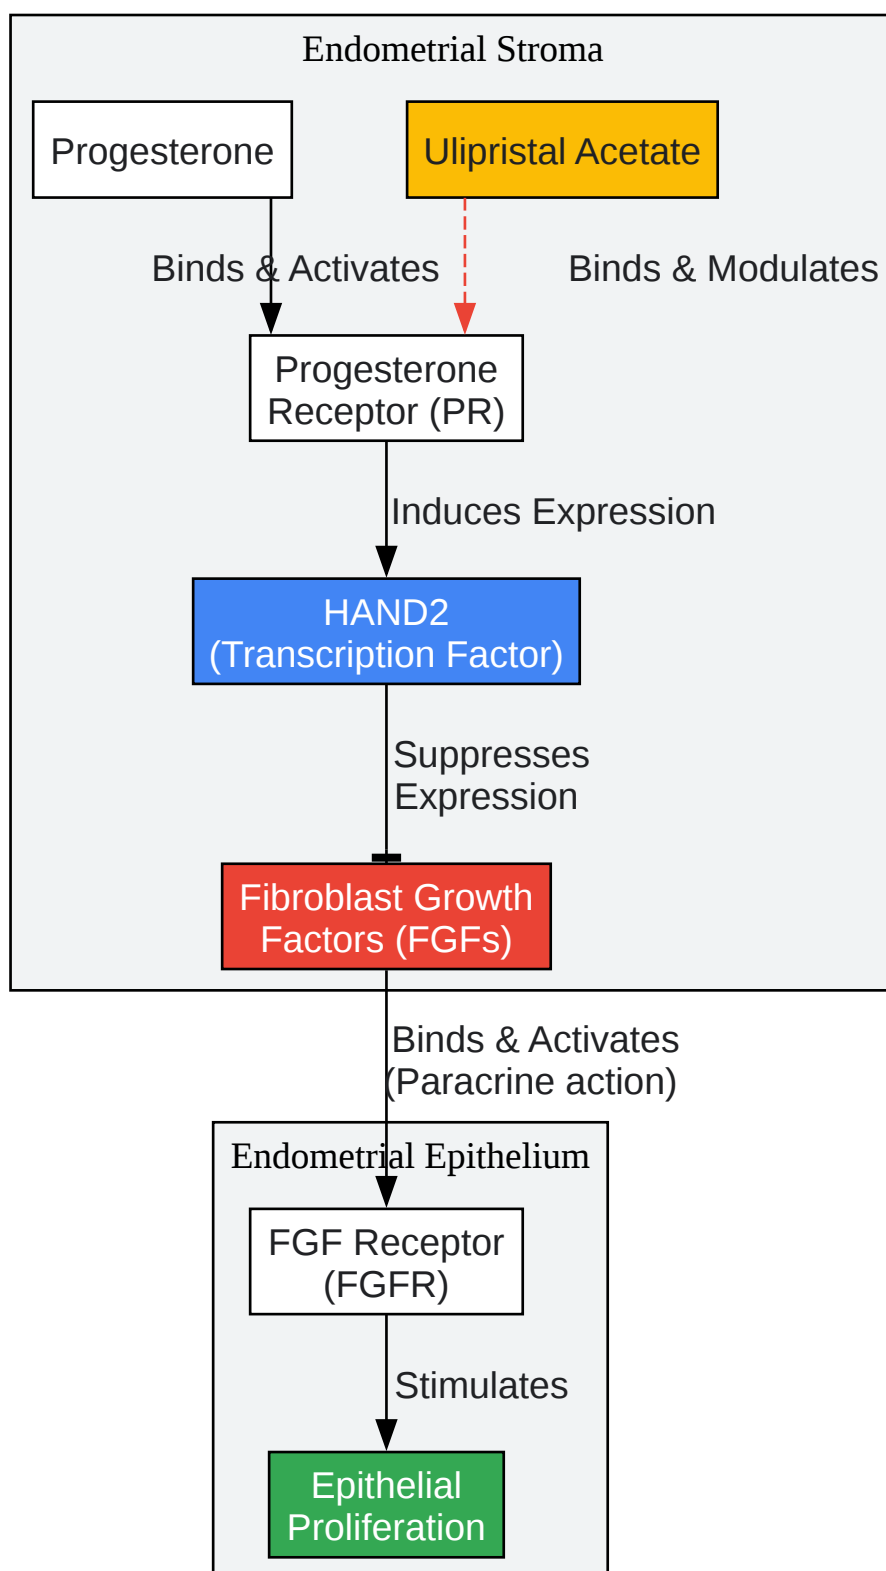 Endometrial Stroma
Progesterone
Ulipristal Acetate
Binds & Activates
Binds & Modulates
Progesterone
Receptor (PR)
Induces Expression
HAND2
(Transcription Factor)
Suppresses
Expression
Fibroblast Growth
Factors (FGFs)
Binds & Activates
(Paracrine action)
Endometrial Epithelium
FGF Receptor
(FGFR)
Stimulates
Epithelial
Proliferation